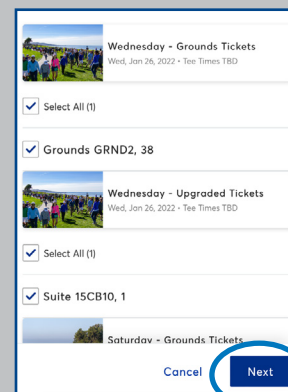 Wednesday - Grounds Tickets
Wed, Jan 26, 2022 • Tee Times TBD
Select All (1)
Grounds GRND2, 38
Wednesday - Upgraded Tickets
Wed, Jan 26, 2022 • Tee Times TBD
Select All (1)
Suite 15CB10, 1
Saturday - Grounds Tickets
Cancel
Next